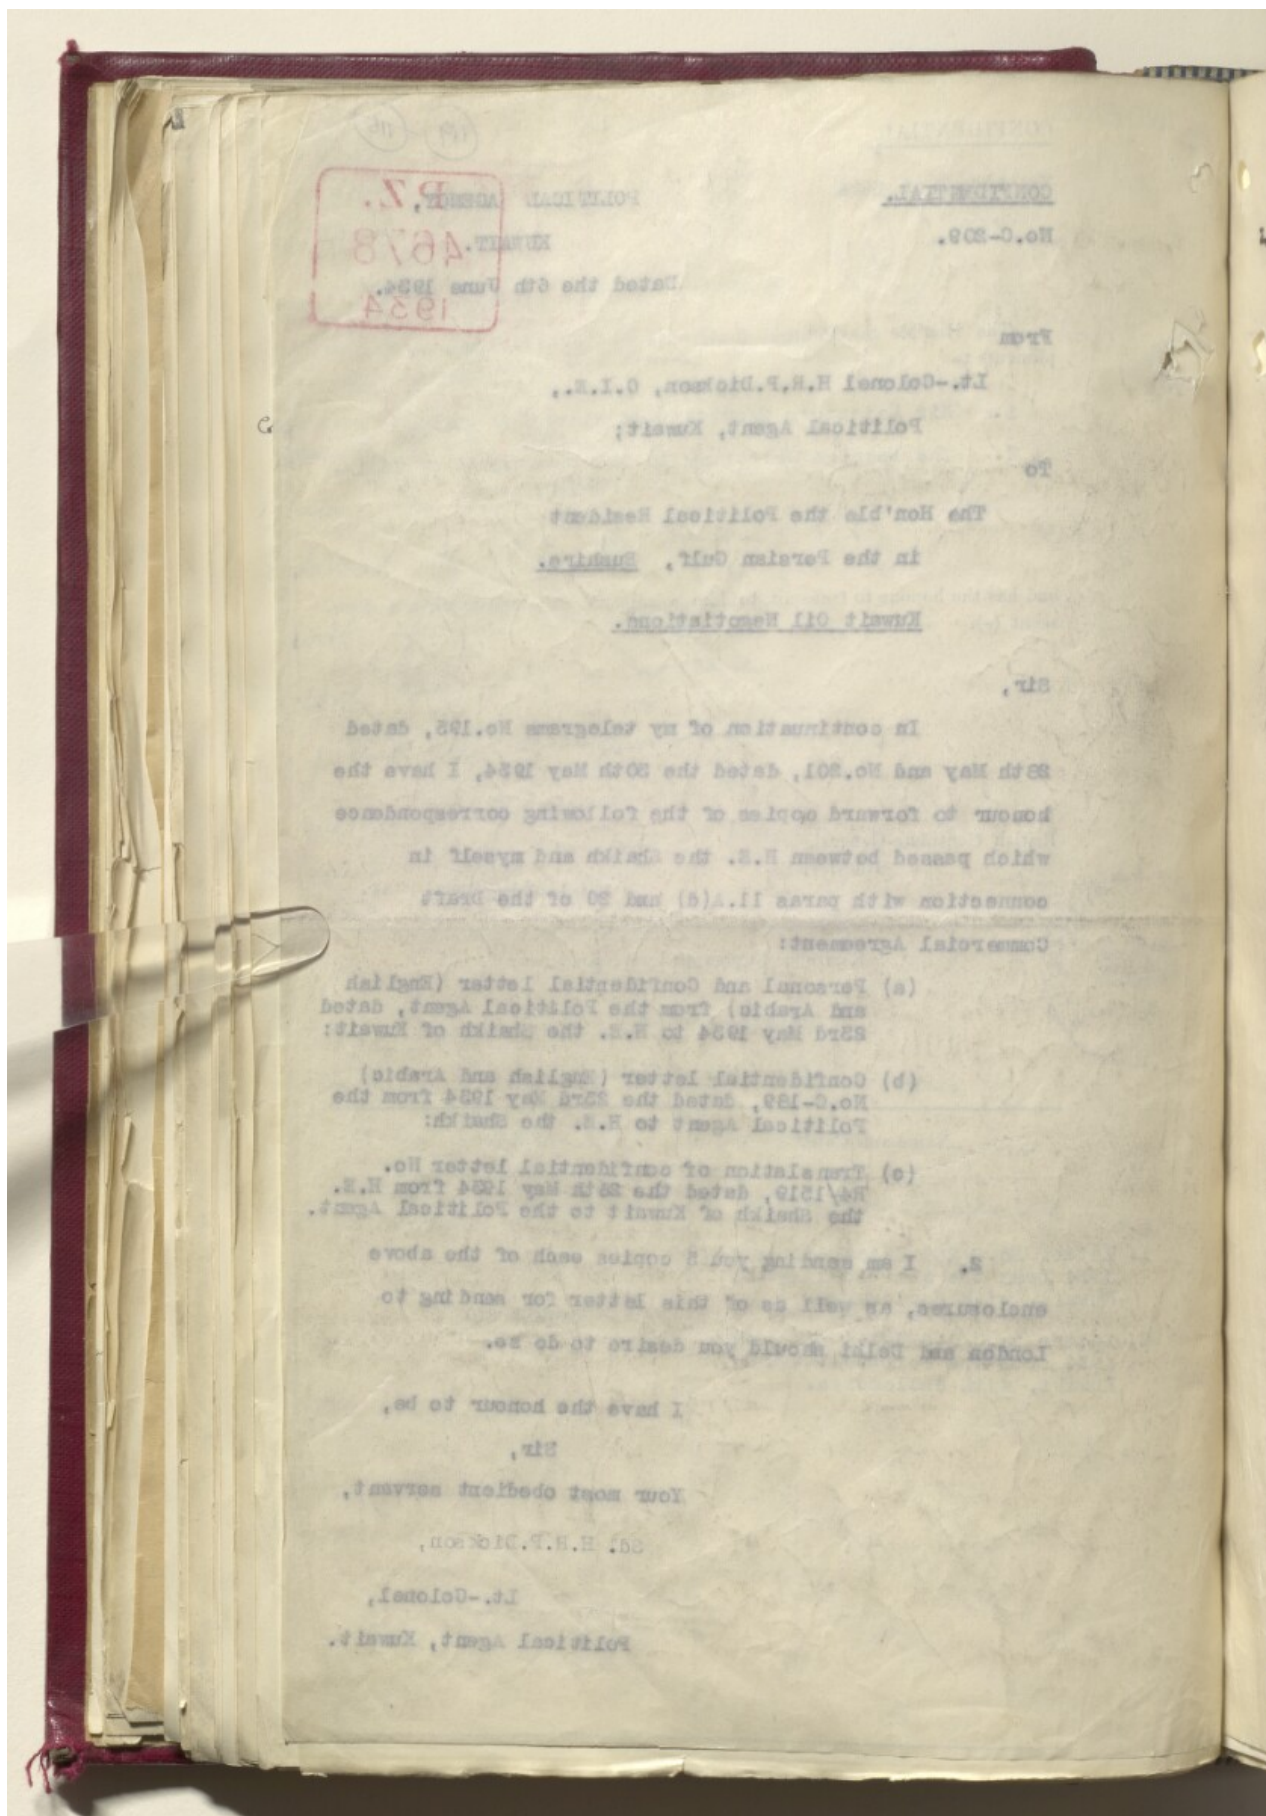 CONFIDENTIAL
CONFIDENTIAL. POLITICAL AGENCY,
No.C-209. KUWAIT.
Dated the 6th June 1934.
P.Z.
4678
1934
From
Lt.-Colonel H.R.P.Dickson, C.I.E.,
Political Agent, Kuwait;
To
The Hon'ble the Political Resident
in the Persian Gulf, Bushire.
Kuwait Oil Negotiations.
Sir,
In continuation of my telegrams No.195, dated
28th May and No.201, dated the 30th May 1934, I have the
honour to forward copies of the following correspondence
which passed between H.E. the Shaikh and myself in
connection with paras 11.A(d) and 20 of the Draft
Commercial Agreement:
(a) Personal and Confidential letter (English
and Arabic) from the Political Agent, dated
23rd May 1934 to H.E. the Shaikh of Kuwait:
(b) Confidential letter (English and Arabic)
No.C-189, dated the 23rd May 1934 from the
Political Agent to H.E. the Shaikh:
(c) Translation of confidential letter No.
R4/1519, dated the 26th May 1934 from H.E.
the Shaikh of Kuwait to the Political Agent.
2. I am sending you 5 copies each of the above
enclosures, as well as of this letter for sending to
London and Delhi should you desire to do so.
I have the honour to be,
Sir,
Your most obedient servant,
Sd. H.R.P.Dickson,
Lt.-Colonel,
Political Agent, Kuwait.